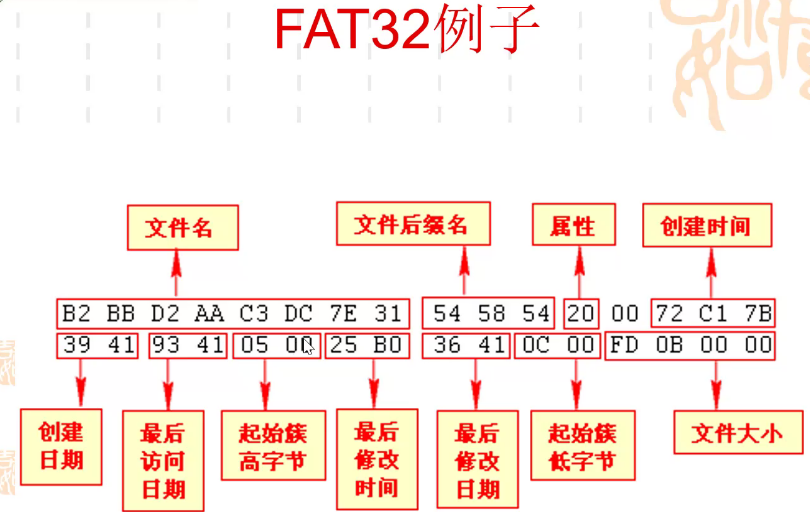 FAT32例子
文件名
文件后缀名
属性
创建时间
B2 BB D2 AA C3 DC 7E 31 54 58 54 20 00 72 C1 7B
39 41 93 41 05 00 25 B0 36 41 0C 00 FD 0B 00 00
创建
日期
最后
访问
日期
起始簇
高字节
最后
修改
时间
最后
修改
日期
起始簇
低字节
文件大小